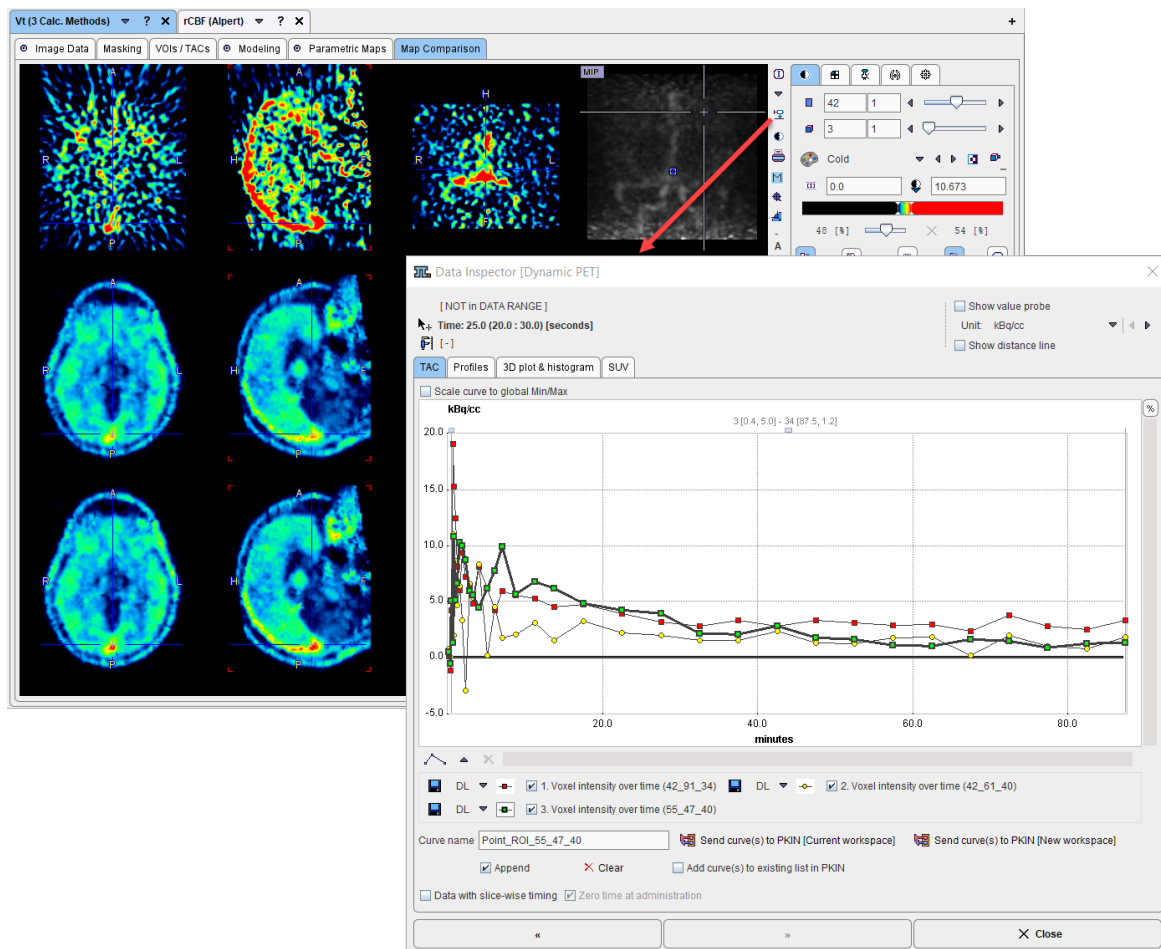 Vt (3 Calc. Methods) ? X rCBF (Alpert) ? X +
Image Data Masking VOIs / TACs Modeling Parametric Maps Map Comparison
A A H MIP
R L H R L
P P F
42 1
3 1
Cold
0.0 10.673
48 [%] 54 [%]
M
A
A A
R L H
P P
A A
R L H
P P
Data Inspector [Dynamic PET]
[ NOT in DATA RANGE ]
Time: 25.0 (20.0 : 30.0) [seconds]
[-]
Show value probe
Unit: kBq/cc
Show distance line
TAC Profiles 3D plot & histogram SUV
Scale curve to global Min/Max
%
kBq/cc
3 [0.4, 5.0] - 34 [87.5, 1.2]
20.0
15.0
10.0
5.0
0.0
-5.0
20.0 40.0 60.0 80.0
minutes
DL 1. Voxel intensity over time (42_91_34) DL 2. Voxel intensity over time (42_61_40)
DL 3. Voxel intensity over time (55_47_40)
Curve name Point_ROI_55_47_40 Send curve(s) to PKIN [Current workspace] Send curve(s) to PKIN [New workspace]
Append Clear Add curve(s) to existing list in PKIN
Data with slice-wise timing Zero time at administration
« » Close